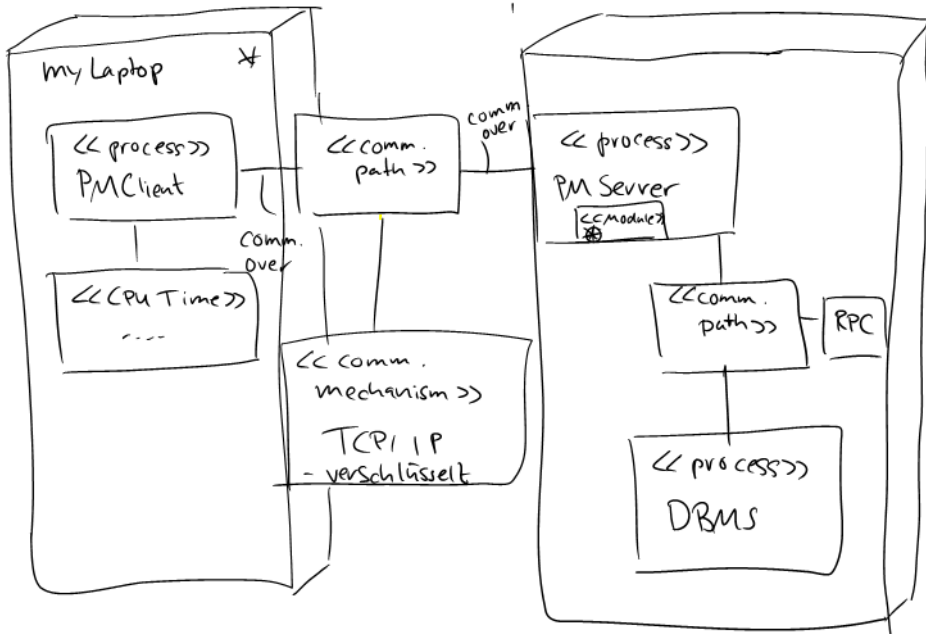 my Laptop *
<<process>>
PMClient
<<CPU Time>>
....
comm.
over
<<comm.
path>>
<<comm.
mechanism>>
TCP/IP
- verschlüsselt
comm
over
<<process>>
PM Server
<<Module>>
<<comm.
path>>
RPC
<<process>>
DBMS